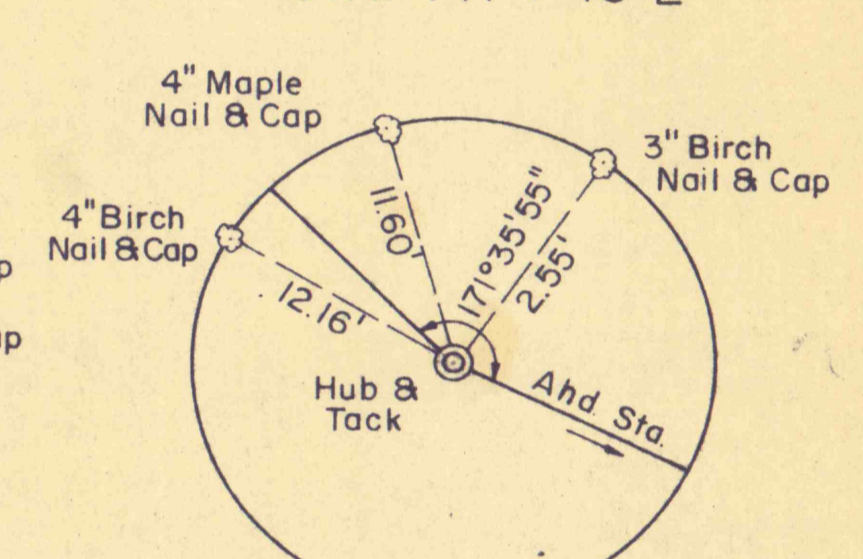 4" Maple
Nail & Cap
3" Birch
Nail & Cap
4" Birch
Nail & Cap
11.60'
171°35'55"
2.55'
12.16'
Hub &
Tack
Ahd. Sta.